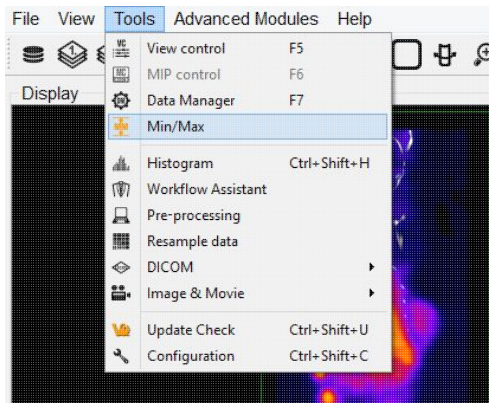 File View Tools Advanced Modules Help
Display
View control F5
MIP control F6
Data Manager F7
Min/Max
Histogram Ctrl+Shift+H
Workflow Assistant
Pre-processing
Resample data
DICOM
Image & Movie
Update Check Ctrl+Shift+U
Configuration Ctrl+Shift+C